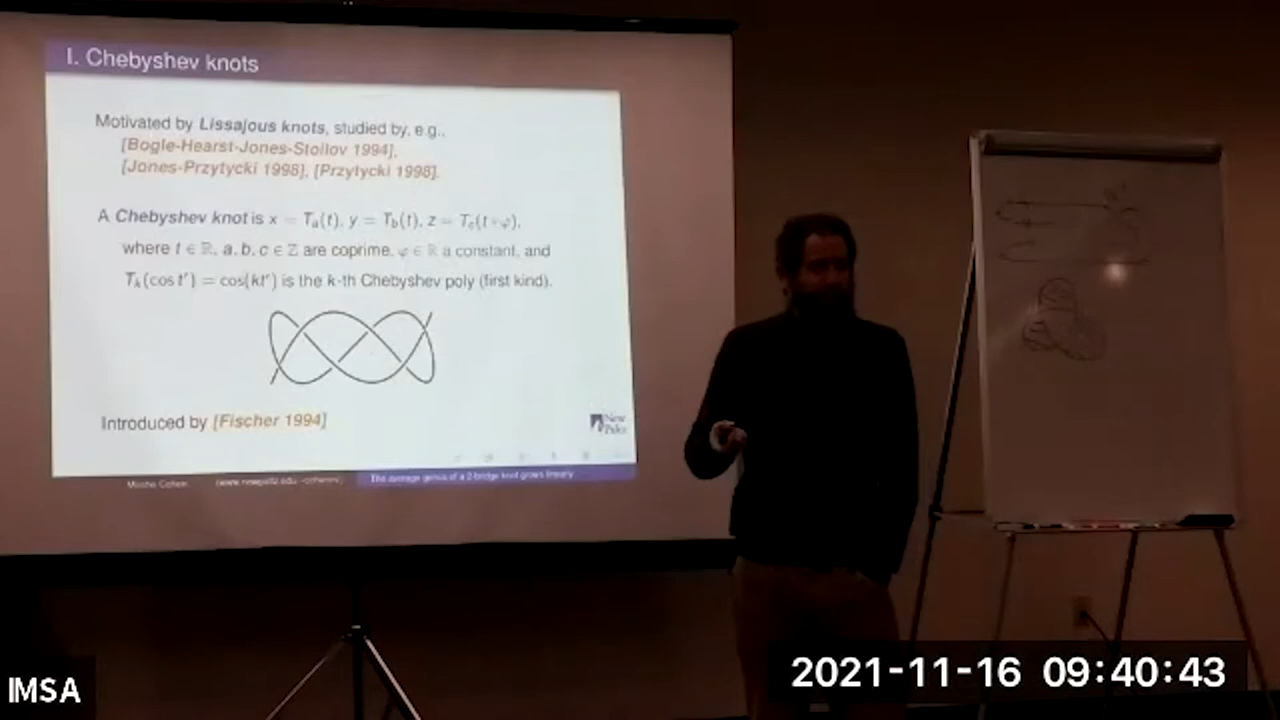 I. Chebyshev knots
Motivated by Lissajous knots, studied by, e.g.,
[Bogle-Hearst-Jones-Stoilov 1994],
[Jones-Przytycki 1998], [Przytycki 1998].
A Chebyshev knot is x = Tₐ(t), y = T_b(t), z = T_c(t+φ),
where t ∈ ℝ, a, b, c ∈ ℤ are coprime, φ ∈ ℝ a constant, and
Tₖ(cos t′) = cos(kt′) is the k-th Chebyshev poly (first kind).
Introduced by [Fischer 1994]
New
Paltz
Moshe Cohen
The average genus of a 2-bridge knot grows linearly
IMSA
2021-11-16 09:40:43